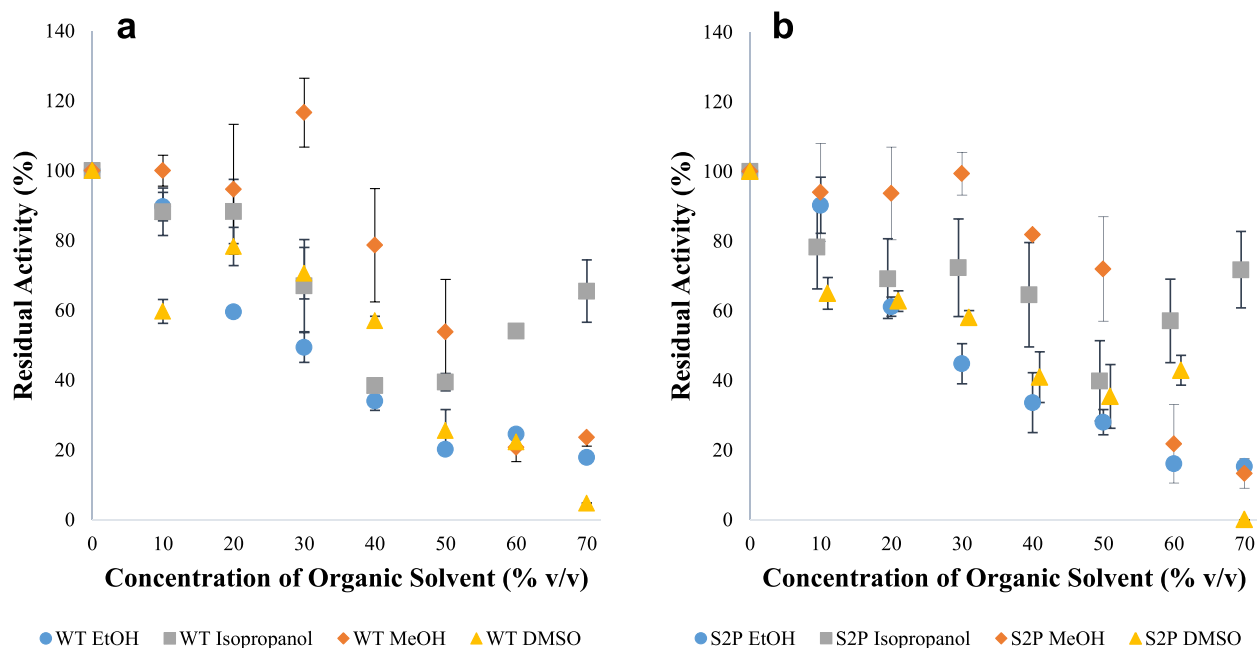 a
140
120
100
80
60
40
20
0
Residual Activity (%)
0 10 20 30 40 50 60 70
Concentration of Organic Solvent (% v/v)
WT EtOH WT Isopropanol WT MeOH WT DMSO
b
140
120
100
80
60
40
20
0
Residual Activity (%)
0 10 20 30 40 50 60 70
Concentration of Organic Solvent (% v/v)
S2P EtOH S2P Isopropanol S2P MeOH S2P DMSO